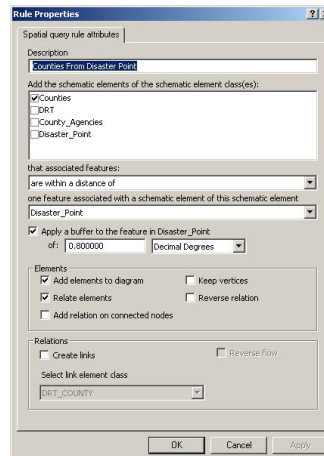 Rule Properties
Spatial query rule attributes
Description
Counties From Disaster Point
Add the schematic elements of the schematic element class(es):
Counties
DRT
County_Agencies
Disaster_Point
that associated features:
are within a distance of
one feature associated with a schematic element of this schematic element
Disaster_Point
Apply a buffer to the feature in Disaster_Point
of: 0.800000 Decimal Degrees
Elements
Add elements to diagram Keep vertices
Relate elements Reverse relation
Add relation on connected nodes
Relations
Create links Reverse flow
Select link element class
DRT_COUNTY
OK Cancel Apply